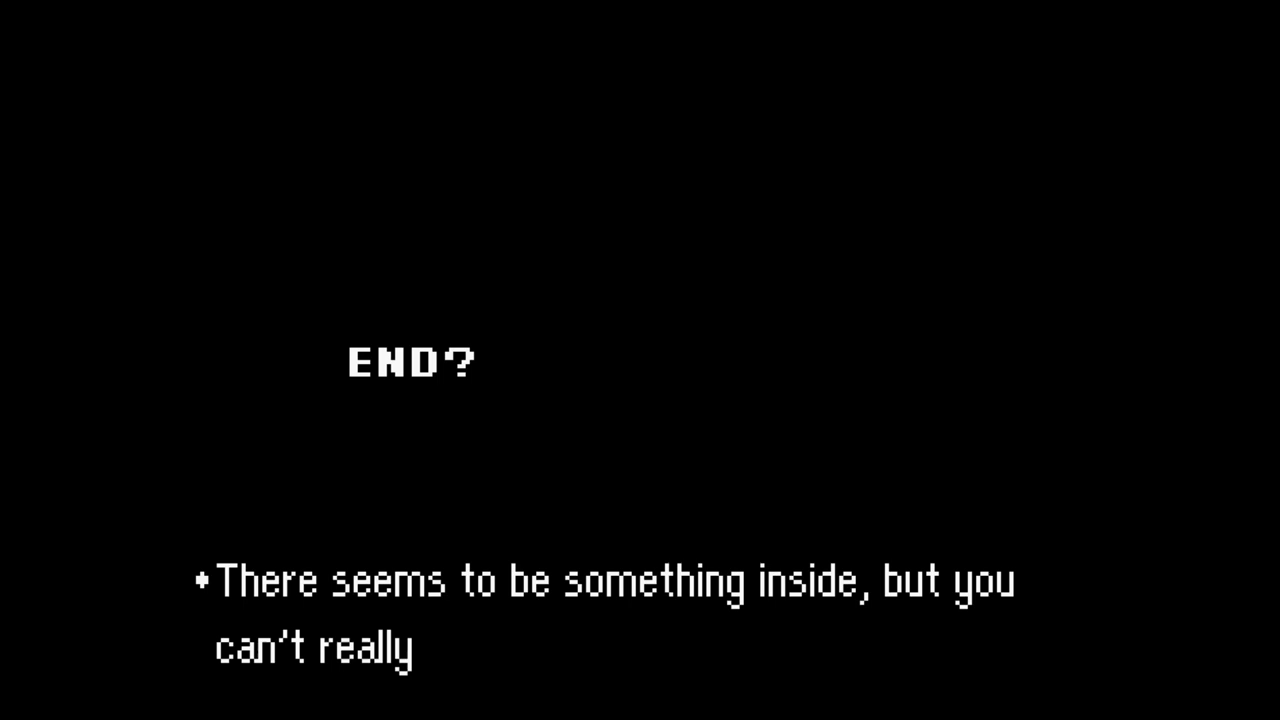 END?
•There seems to be something inside, but you
can't really